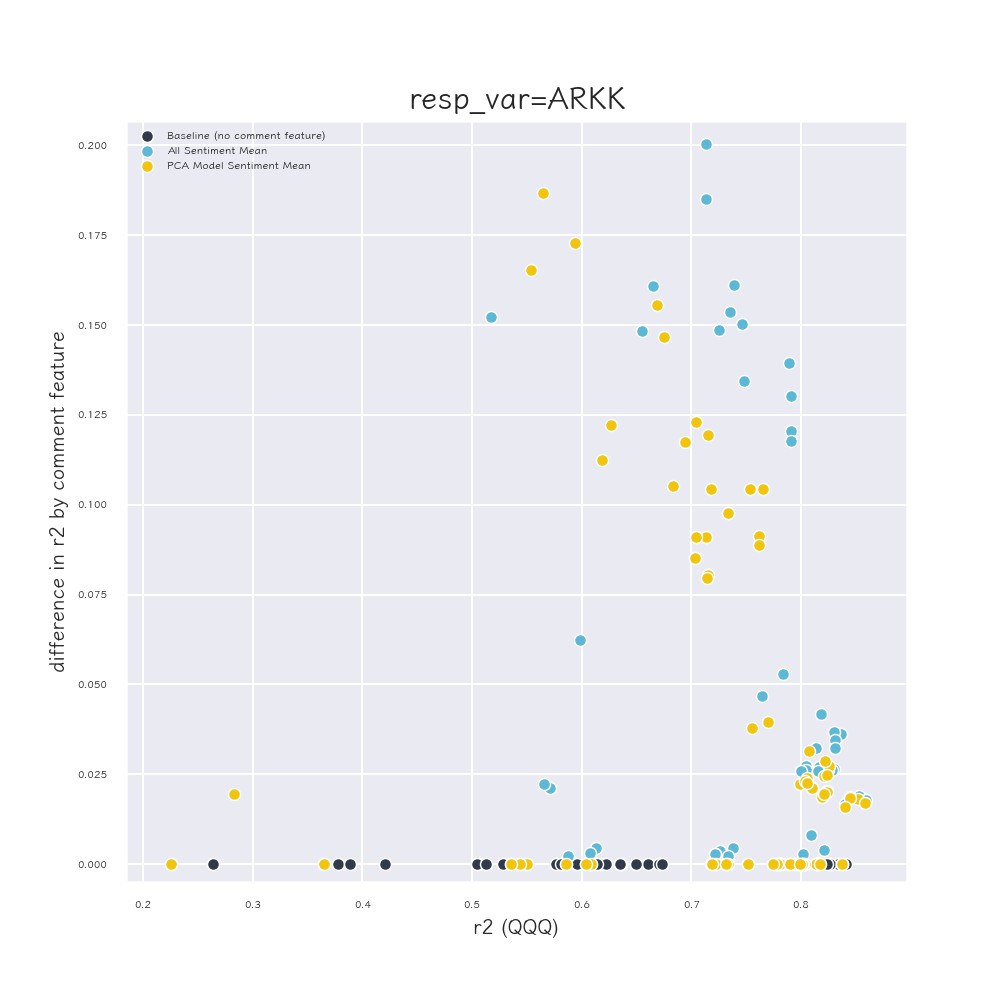 resp_var=ARKK
Baseline (no comment feature)
All Sentiment Mean
PCA Model Sentiment Mean
difference in r2 by comment feature
0.200
0.175
0.150
0.125
0.100
0.075
0.050
0.025
0.000
0.2 0.3 0.4 0.5 0.6 0.7 0.8
r2 (QQQ)